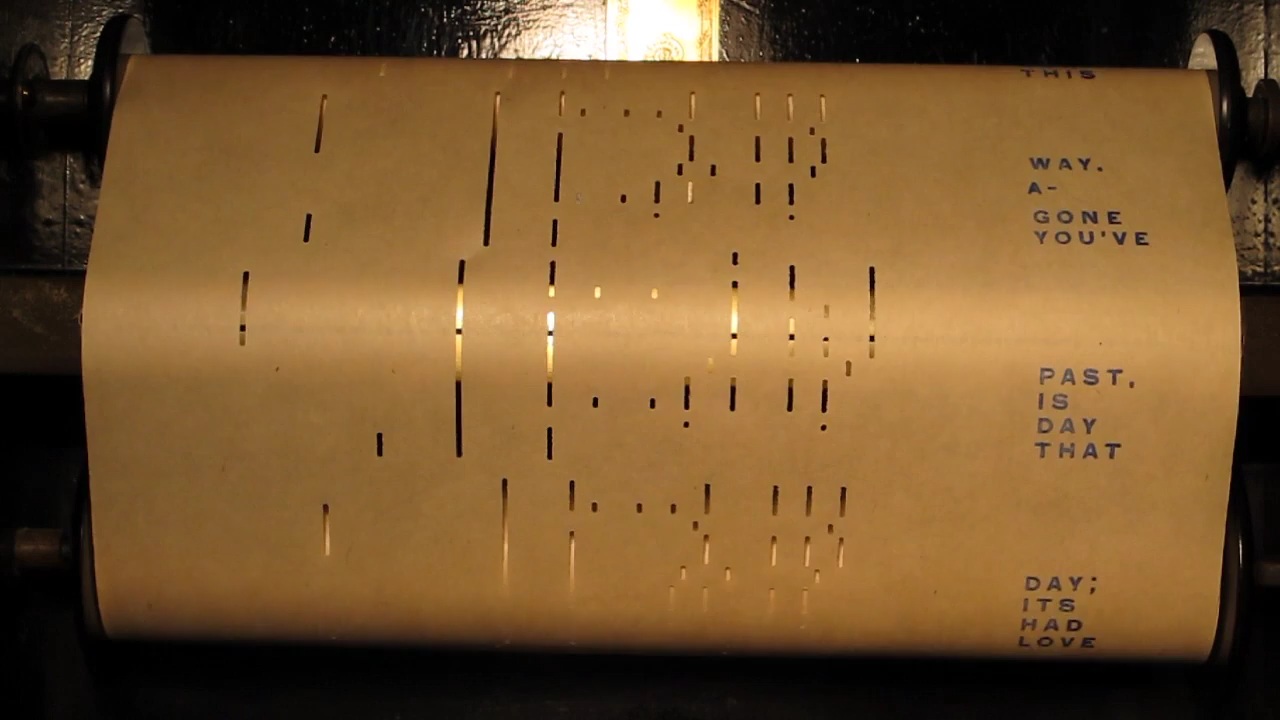 THIS
WAY.
A-
GONE
YOU'VE
PAST,
IS
DAY
THAT
DAY;
ITS
HAD
LOVE